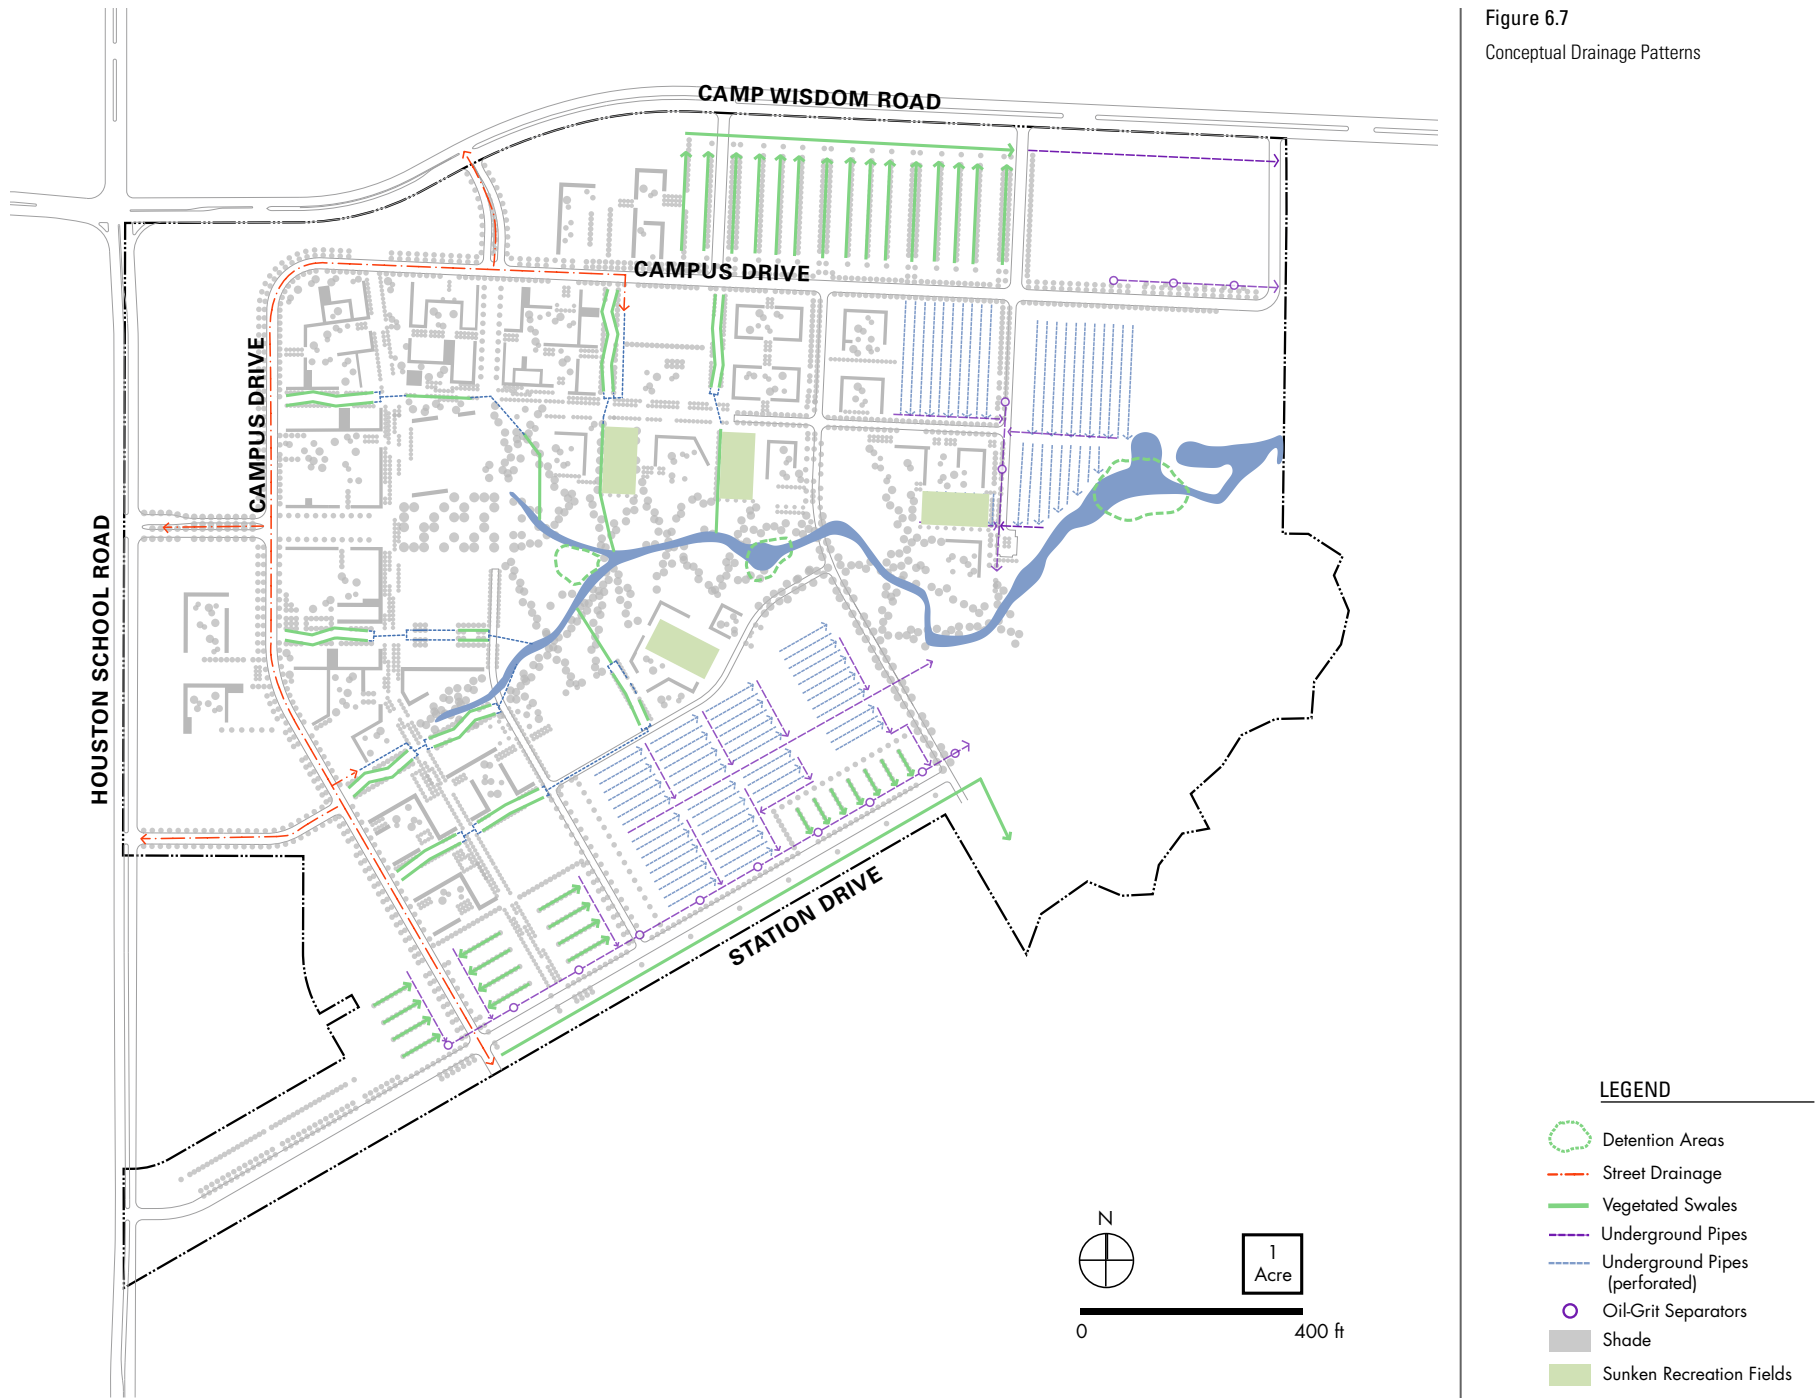 Figure 6.7
Conceptual Drainage Patterns
CAMP WISDOM ROAD
CAMPUS DRIVE
CAMPUS DRIVE
HOUSTON SCHOOL ROAD
STATION DRIVE
N
1
Acre
0
400 ft
LEGEND
Detention Areas
Street Drainage
Vegetated Swales
Underground Pipes
Underground Pipes
(perforated)
Oil-Grit Separators
Shade
Sunken Recreation Fields